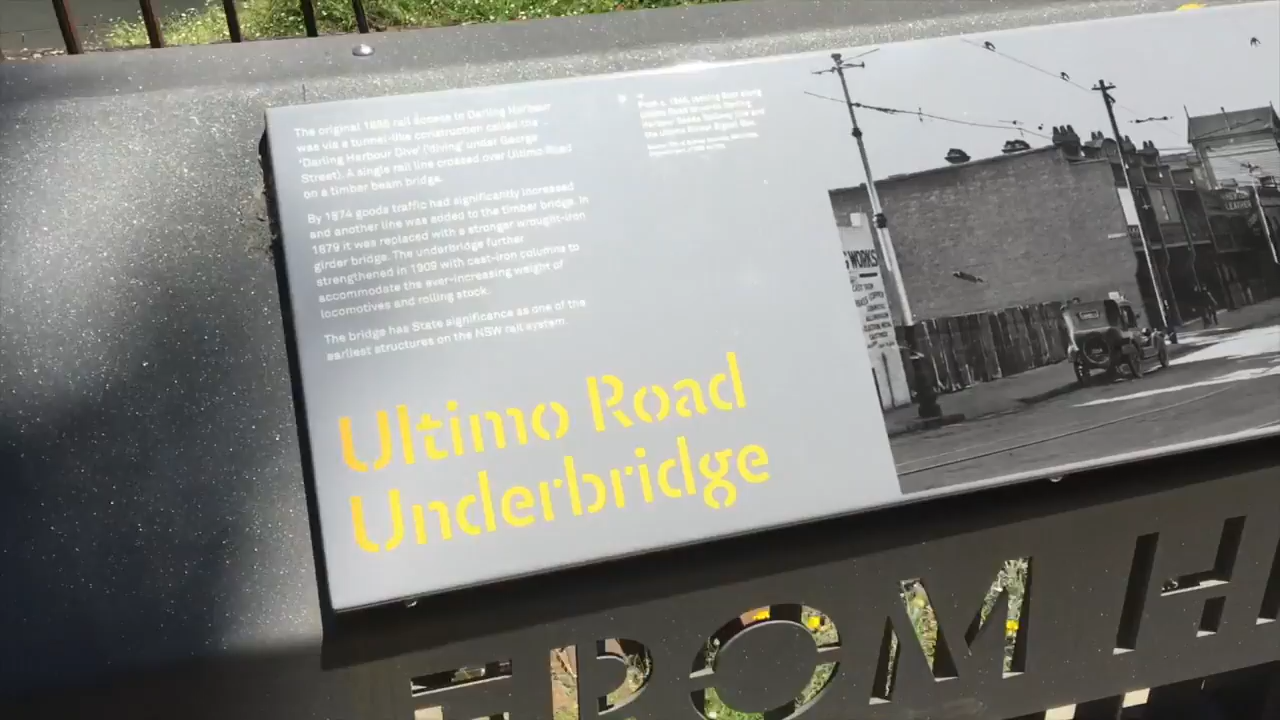 The original 1855 rail access to Darling Harbour
was via a tunnel-like construction called the
'Darling Harbour Dive' ('diving' under George
Street). A single rail line crossed over Ultimo Road
on a timber beam bridge.
By 1874 goods traffic had significantly increased
and another line was added to the timber bridge. In
1879 it was replaced with a stronger wrought-iron
girder bridge. The underbridge further
strengthened in 1909 with cast-iron columns to
accommodate the ever-increasing weight of
locomotives and rolling stock.
The bridge has State significance as one of the
earliest structures on the NSW rail system.
Ultimo Road
Underbridge
WORKS
CAST IRON
FROM